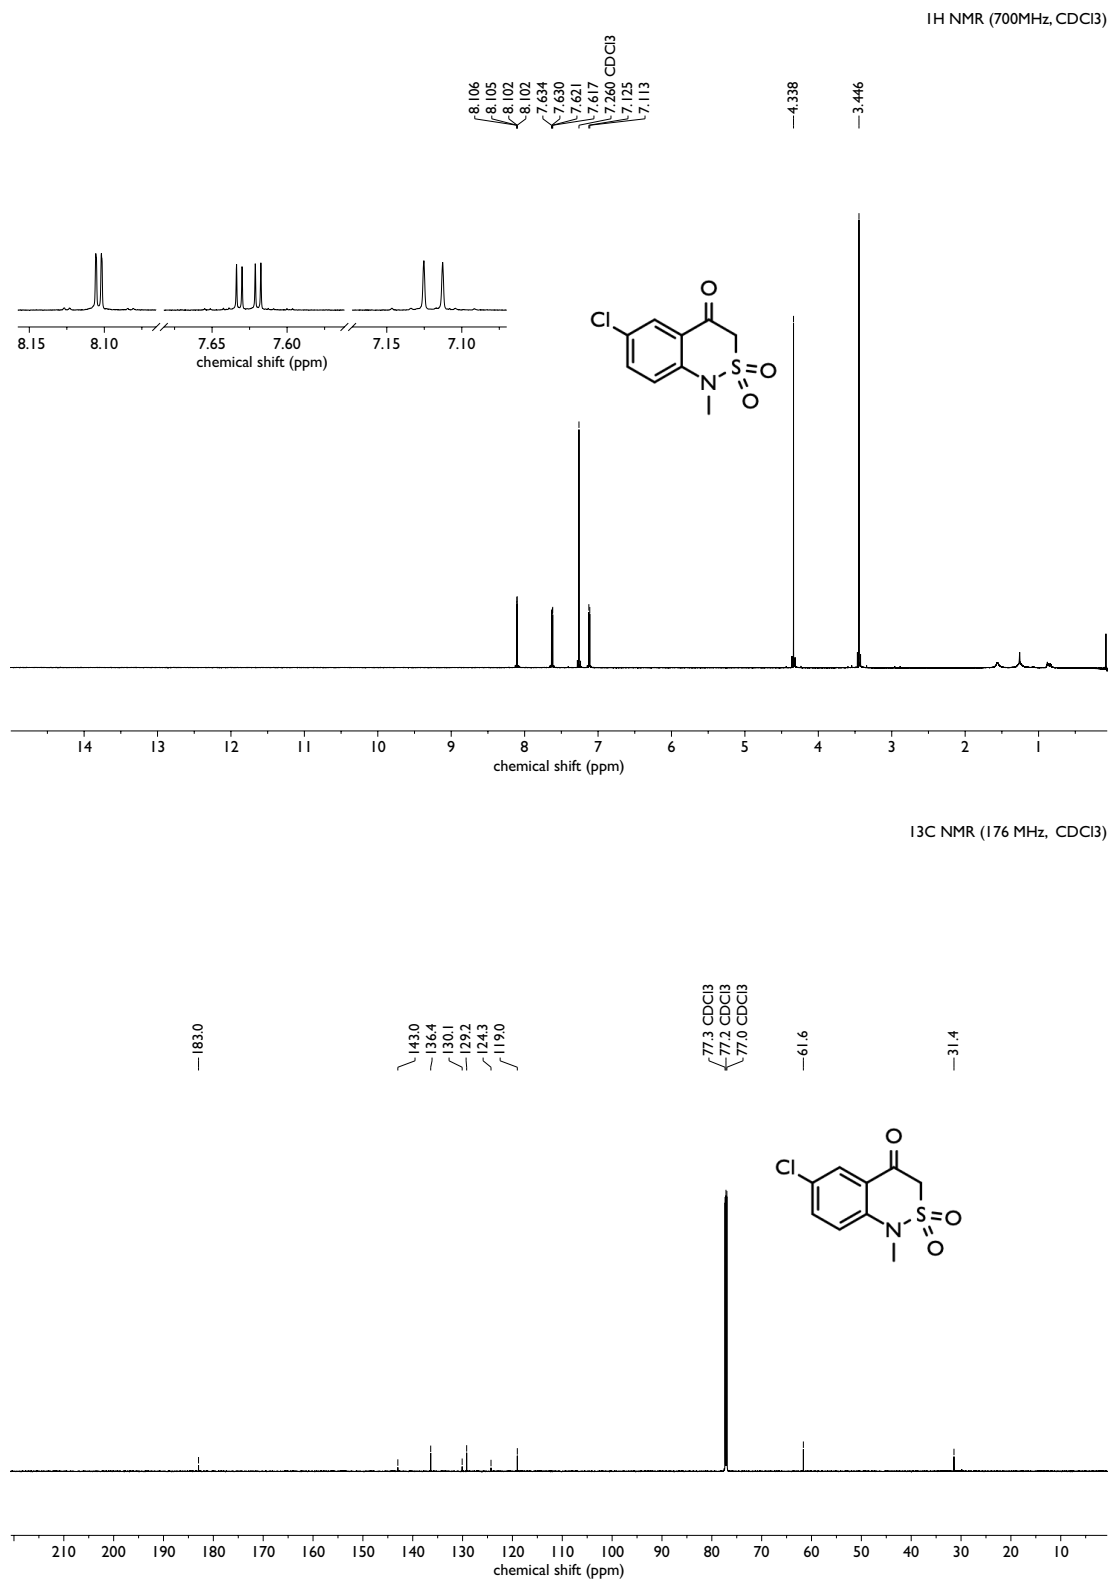 1H NMR (700MHz, CDCl3)
8.106
8.105
8.102
8.102
7.634
7.630
7.621
7.617
7.260 CDCl3
7.125
7.113
4.338
3.446
8.15 8.10 7.65 7.60 7.15 7.10
chemical shift (ppm)
O
Cl
S
O
N
O
14 13 12 11 10 9 8 7 6 5 4 3 2 1
chemical shift (ppm)
13C NMR (176 MHz, CDCl3)
183.0
143.0
136.4
130.1
129.2
124.3
119.0
77.3 CDCl3
77.2 CDCl3
77.0 CDCl3
61.6
31.4
O
Cl
S
O
N
O
210 200 190 180 170 160 150 140 130 120 110 100 90 80 70 60 50 40 30 20 10
chemical shift (ppm)